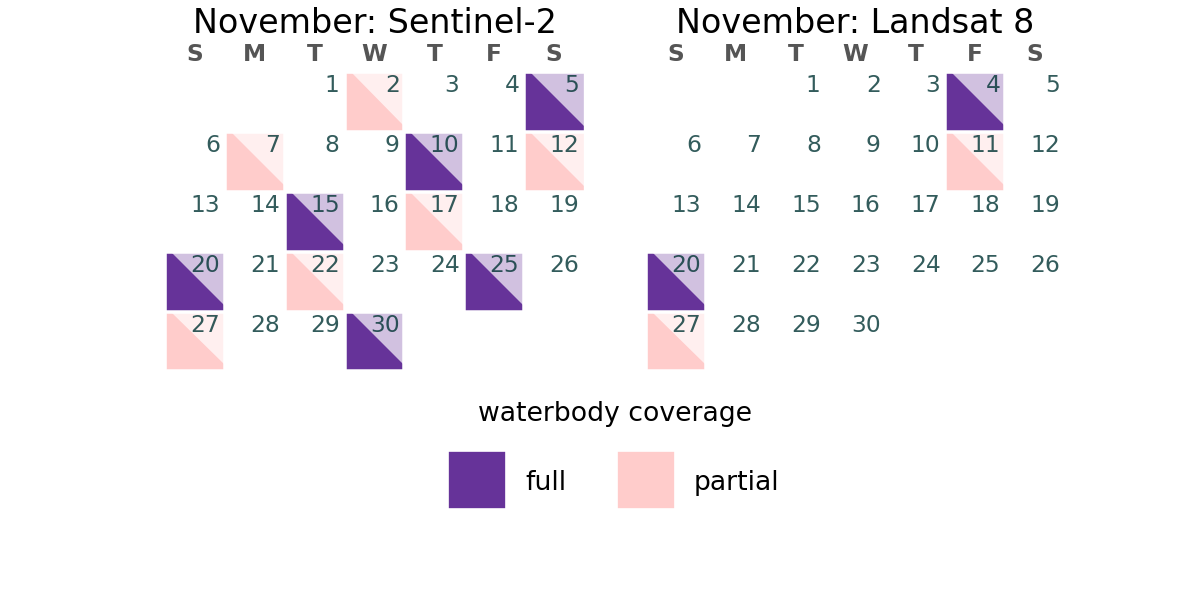 November: Sentinel-2
S M T W T F S
1 2 3 4 5
6 7 8 9 10 11 12
13 14 15 16 17 18 19
20 21 22 23 24 25 26
27 28 29 30
November: Landsat 8
S M T W T F S
1 2 3 4 5
6 7 8 9 10 11 12
13 14 15 16 17 18 19
20 21 22 23 24 25 26
27 28 29 30
waterbody coverage
full
partial